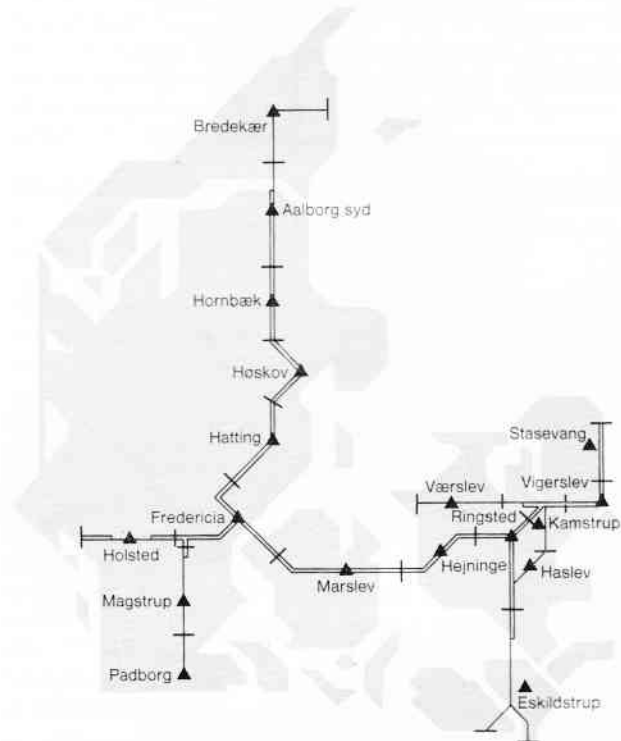 Bredekær
Aalborg syd
Hornbæk
Høskov
Hatting
Stasevang
Værslev
Vigerslev
Fredericia
Ringsted
Kamstrup
Holsted
Hejninge
Haslev
Marslev
Magstrup
Padborg
Eskildstrup